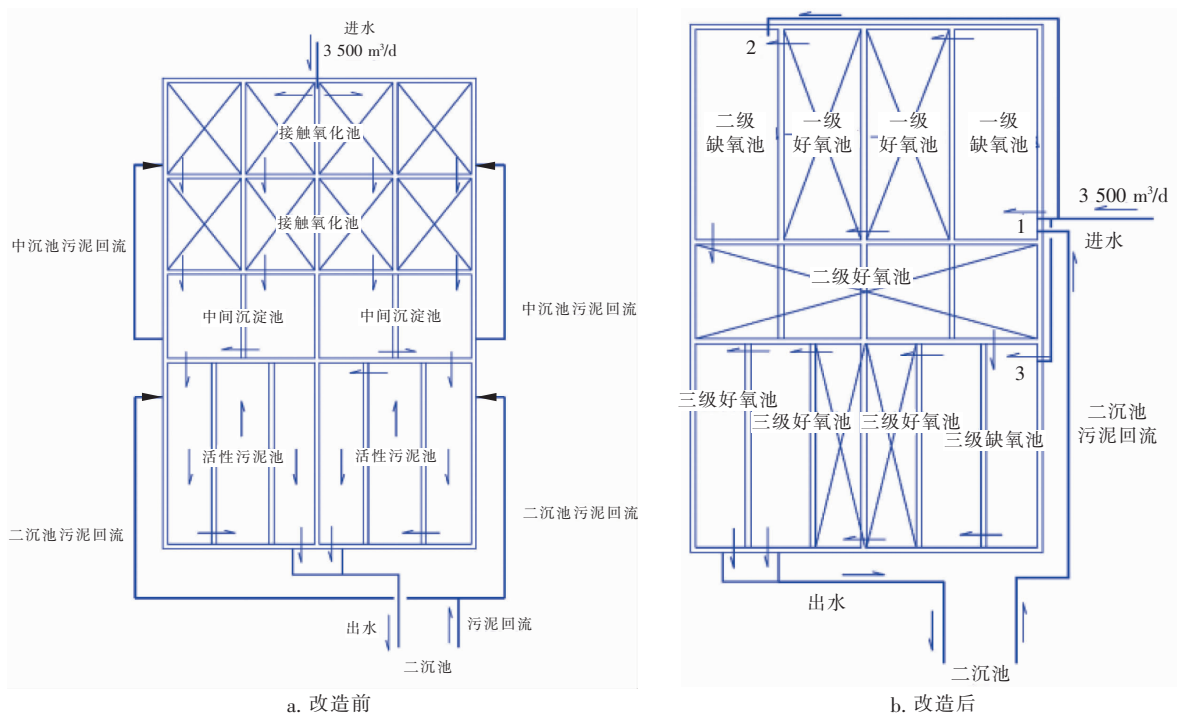 进水
3 500 m³/d
接触氧化池
接触氧化池
中沉池污泥回流
中间沉淀池
中间沉淀池
中沉池污泥回流
活性污泥池
活性污泥池
二沉池污泥回流
二沉池污泥回流
出水
污泥回流
二沉池
a. 改造前
2
二级
缺氧池
一级
好氧池
一级
好氧池
一级
缺氧池
3 500 m³/d
1
进水
二级好氧池
3
三级好氧池
三级好氧池
三级好氧池
三级缺氧池
二沉池
污泥回流
出水
二沉池
b. 改造后